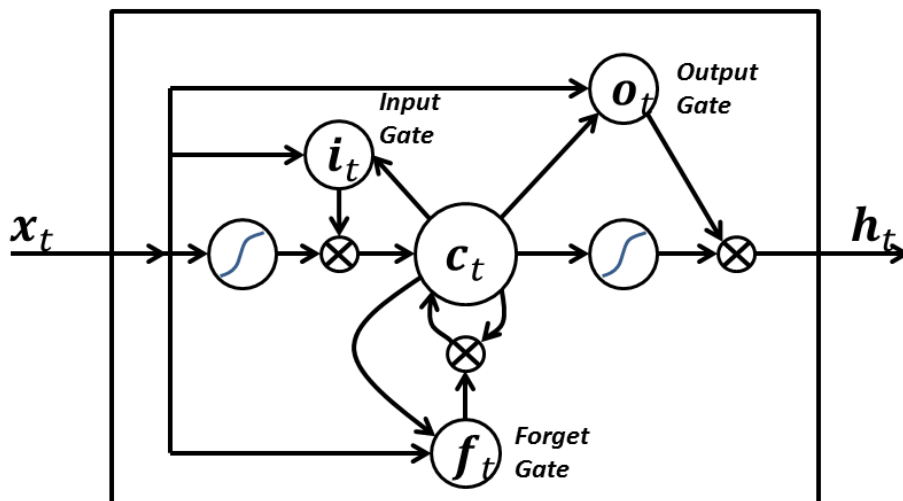 Output
Gate
o_t
Input
Gate
i_t
x_t
c_t
h_t
f_t
Forget
Gate